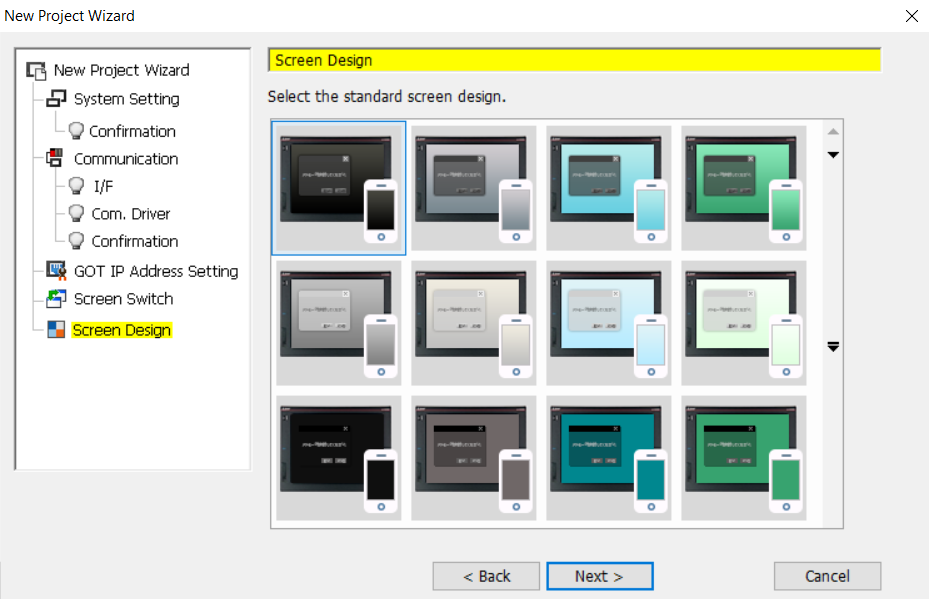 New Project Wizard
New Project Wizard
System Setting
Confirmation
Communication
I/F
Com. Driver
Confirmation
GOT IP Address Setting
Screen Switch
Screen Design
Screen Design
Select the standard screen design.
< Back
Next >
Cancel